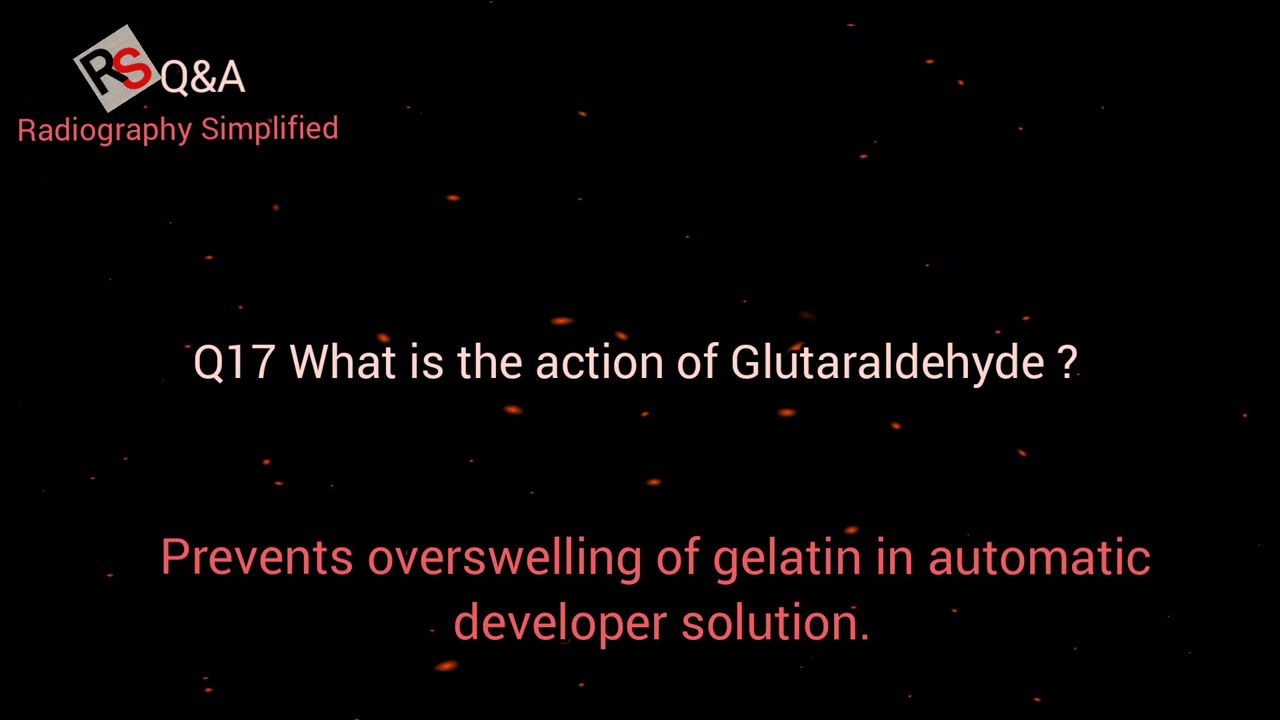 RS Q&A
Radiography Simplified
Q17 What is the action of Glutaraldehyde ?
Prevents overswelling of gelatin in automatic
developer solution.